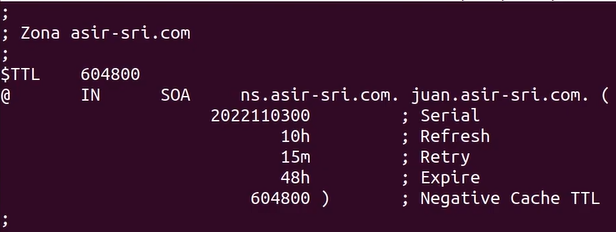 ;
; Zona asir-sri.com
;
$TTL    604800
@       IN      SOA     ns.asir-sri.com. juan.asir-sri.com. (
                     2022110300         ; Serial
                            10h         ; Refresh
                            15m         ; Retry
                            48h         ; Expire
                         604800 )       ; Negative Cache TTL
;